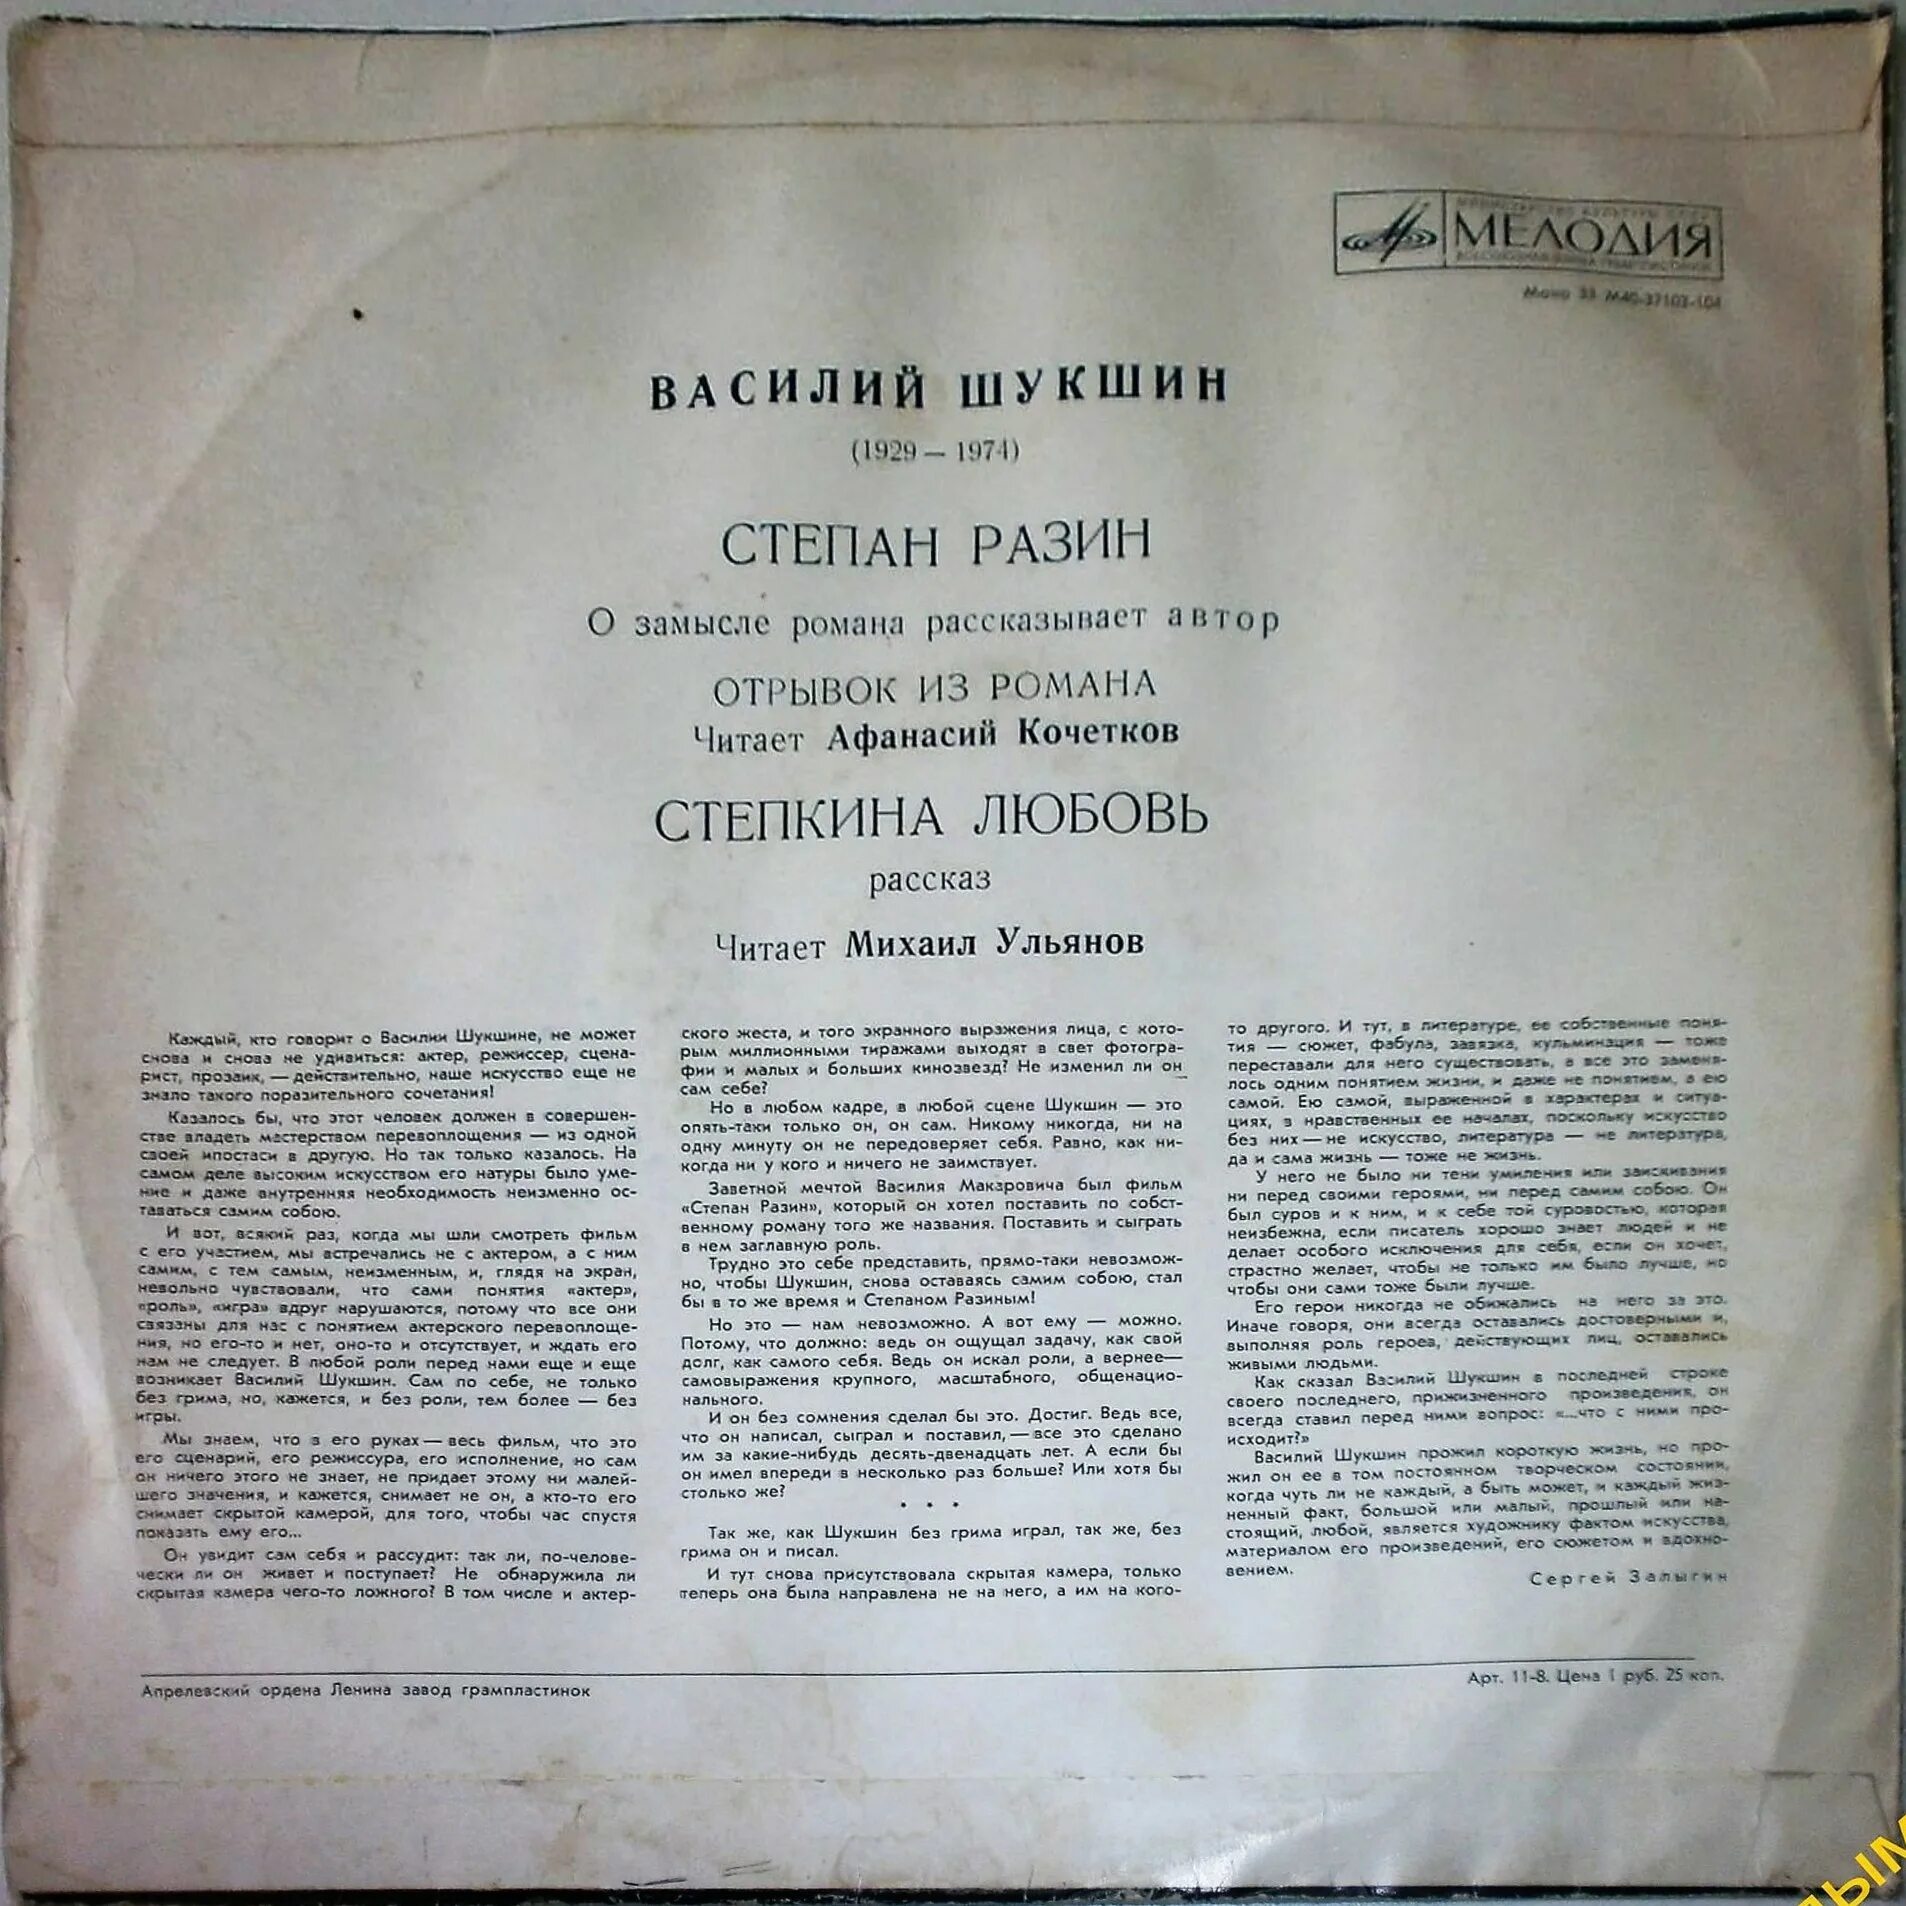 МЕЛОДИЯ
Моно 33 М40-37103-104
ВАСИЛИЙ ШУКШИН
(1929 — 1974)
СТЕПАН РАЗИН
О замысле романа рассказывает автор
ОТРЫВОК ИЗ РОМАНА
Читает Афанасий Кочетков
СТЕПКИНА ЛЮБОВЬ
рассказ
Читает Михаил Ульянов
Каждый, кто говорит о Василии Шукшине, не может
снова и снова не удивиться: актер, режиссер, сцена-
рист, прозаик, — действительно, наше искусство еще не
знало такого поразительного сочетания!
Казалось бы, что этот человек должен в совершен-
стве владеть мастерством перевоплощения — из одной
своей ипостаси в другую. Но так только казалось. На
самом деле высоким искусством его натуры было уме-
ние и даже внутренняя необходимость неизменно ос-
таваться самим собою.
И вот, всякий раз, когда мы шли смотреть фильм
с его участием, мы встречались не с актером, а с ним
самим, с тем самым, неизменным, и, глядя на экран,
невольно чувствовали, что сами понятия «актер»,
«роль», «игра» вдруг нарушаются, потому что все они
связаны для нас с понятием актерского перевоплоще-
ния, но его-то и нет, оно-то и отсутствует, и ждать его
нам не следует. В любой роли перед нами еще и еще
возникает Василий Шукшин. Сам по себе, не только
без грима, но, кажется, и без роли, тем более — без
игры.
Мы знаем, что в его руках — весь фильм, что это
его сценарий, его режиссура, его исполнение, но сам
он ничего этого не знает, не придает этому ни малей-
шего значения, и кажется, снимает не он, а кто-то его
снимает скрытой камерой, для того, чтобы час спустя
показать ему его...
Он увидит сам себя и рассудит: так ли, по-челове-
чески ли он живет и поступает? Не обнаружила ли
скрытая камера чего-то ложного? В том числе и актер-
ского жеста, и того экранного выражения лица, с кото-
рым миллионными тиражами выходят в свет фотогра-
фии и малых и больших кинозвезд? Не изменил ли он
сам себе?
Но в любом кадре, в любой сцене Шукшин — это
опять-таки только он, он сам. Никому никогда, ни на
одну минуту он не передоверяет себя. Равно, как ни-
когда ни у кого и ничего не заимствует.
Заветной мечтой Василия Макаровича был фильм
«Степан Разин», который он хотел поставить по собст-
венному роману того же названия. Поставить и сыграть
в нем заглавную роль.
Трудно это себе представить, прямо-таки невозмож-
но, чтобы Шукшин, снова оставаясь самим собою, стал
бы в то же время и Степаном Разиным!
Но это — нам невозможно. А вот ему — можно.
Потому, что должно: ведь он ощущал задачу, как свой
долг, как самого себя. Ведь он искал роли, а вернее—
самовыражения крупного, масштабного, общенацио-
нального.
И он без сомнения сделал бы это. Достиг. Ведь все,
что он написал, сыграл и поставил, — все это сделано
им за какие-нибудь десять-двенадцать лет. А если бы
он имел впереди в несколько раз больше? Или хотя бы
столько же?
• • •
Так же, как Шукшин без грима играл, так же, без
грима он и писал.
И тут снова присутствовала скрытая камера, только
теперь она была направлена не на него, а им на кого-
то другого. И тут, в литературе, ее собственные поня-
тия — сюжет, фабула, завязка, кульминация — тоже
переставали для него существовать, а все это заменя-
лось одним понятием жизни, и даже не понятием, а ею
самой. Ею самой, выраженной в характерах и ситуа-
циях, в нравственных ее началах, поскольку искусство
без них — не искусство, литература — не литература,
да и сама жизнь — тоже не жизнь.
У него не было ни тени умиления или заискивания
ни перед своими героями, ни перед самим собою. Он
был суров и к ним, и к себе той суровостью, которая
неизбежна, если писатель хорошо знает людей и не
делает особого исключения для себя, если он хочет,
страстно желает, чтобы не только им было лучше, но
чтобы они сами тоже были лучше.
Его герои никогда не обижались на него за это.
Иначе говоря, они всегда оставались достоверными и,
выполняя роль героев, действующих лиц, оставались
живыми людьми.
Как сказал Василий Шукшин в последней строке
своего последнего, прижизненного произведения, он
всегда ставил перед ними вопрос: «...что с ними про-
исходит?»
Василий Шукшин прожил короткую жизнь, но про-
жил он ее в том постоянном творческом состоянии,
когда чуть ли не каждый, а быть может, и каждый жиз-
ненный факт, большой или малый, прошлый или на-
стоящий, любой, является художнику фактом искусства,
материалом его произведений, его сюжетом и вдохно-
вением.
Сергей Залыгин
Апрелевский ордена Ленина завод грампластинок
Арт. 11-8. Цена 1 руб. 25 коп.